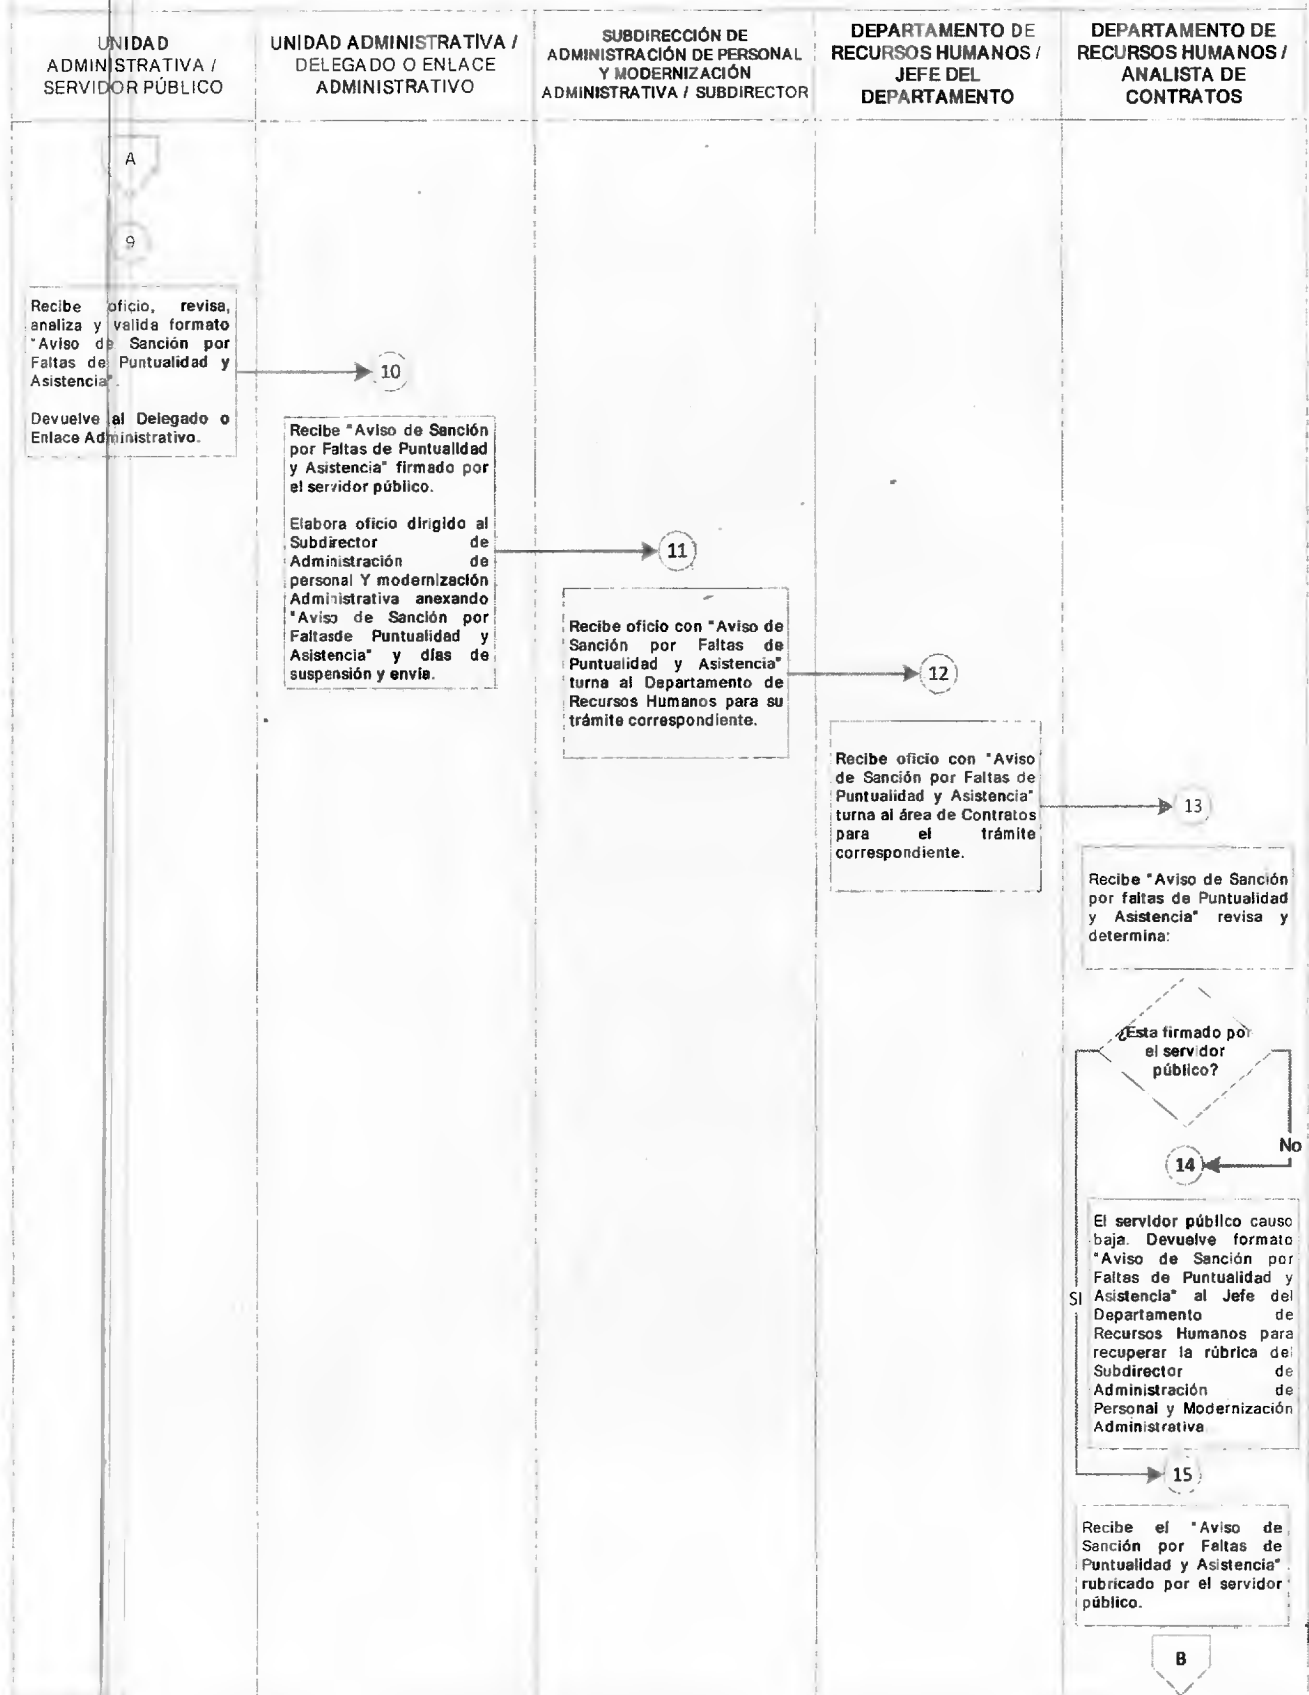 UNIDAD
ADMINISTRATIVA /
SERVIDOR PÚBLICO
UNIDAD ADMINISTRATIVA /
DELEGADO O ENLACE
ADMINISTRATIVO
SUBDIRECCIÓN DE
ADMINISTRACIÓN DE PERSONAL
Y MODERNIZACIÓN
ADMINISTRATIVA / SUBDIRECTOR
DEPARTAMENTO DE
RECURSOS HUMANOS /
JEFE DEL
DEPARTAMENTO
DEPARTAMENTO DE
RECURSOS HUMANOS /
ANALISTA DE
CONTRATOS
A
9
Recibe oficio, revisa,
analiza y valida formato
"Aviso de Sanción por
Faltas de Puntualidad y
Asistencia".
Devuelve al Delegado o
Enlace Administrativo.
10
Recibe "Aviso de Sanción
por Faltas de Puntualidad
y Asistencia" firmado por
el servidor público.
Elabora oficio dirigido al
Subdirector de
Administración de
personal Y modernización
Administrativa anexando
"Aviso de Sanción por
Faltasde Puntualidad y
Asistencia" y días de
suspensión y envía.
11
Recibe oficio con "Aviso de
Sanción por Faltas de
Puntualidad y Asistencia"
turna al Departamento de
Recursos Humanos para su
trámite correspondiente.
12
Recibe oficio con "Aviso
de Sanción por Faltas de
Puntualidad y Asistencia"
turna al área de Contratos
para el trámite
correspondiente.
13
Recibe "Aviso de Sanción
por faltas de Puntualidad
y Asistencia" revisa y
determina:
¿Esta firmado por
el servidor
público?
No
14
El servidor público causo
baja. Devuelve formato
"Aviso de Sanción por
Faltas de Puntualidad y
Asistencia" al Jefe del
Departamento de
Recursos Humanos para
recuperar la rúbrica del
Subdirector de
Administración de
Personal y Modernización
Administrativa
SI
15
Recibe el "Aviso de
Sanción por Faltas de
Puntualidad y Asistencia"
rubricado por el servidor
público.
B